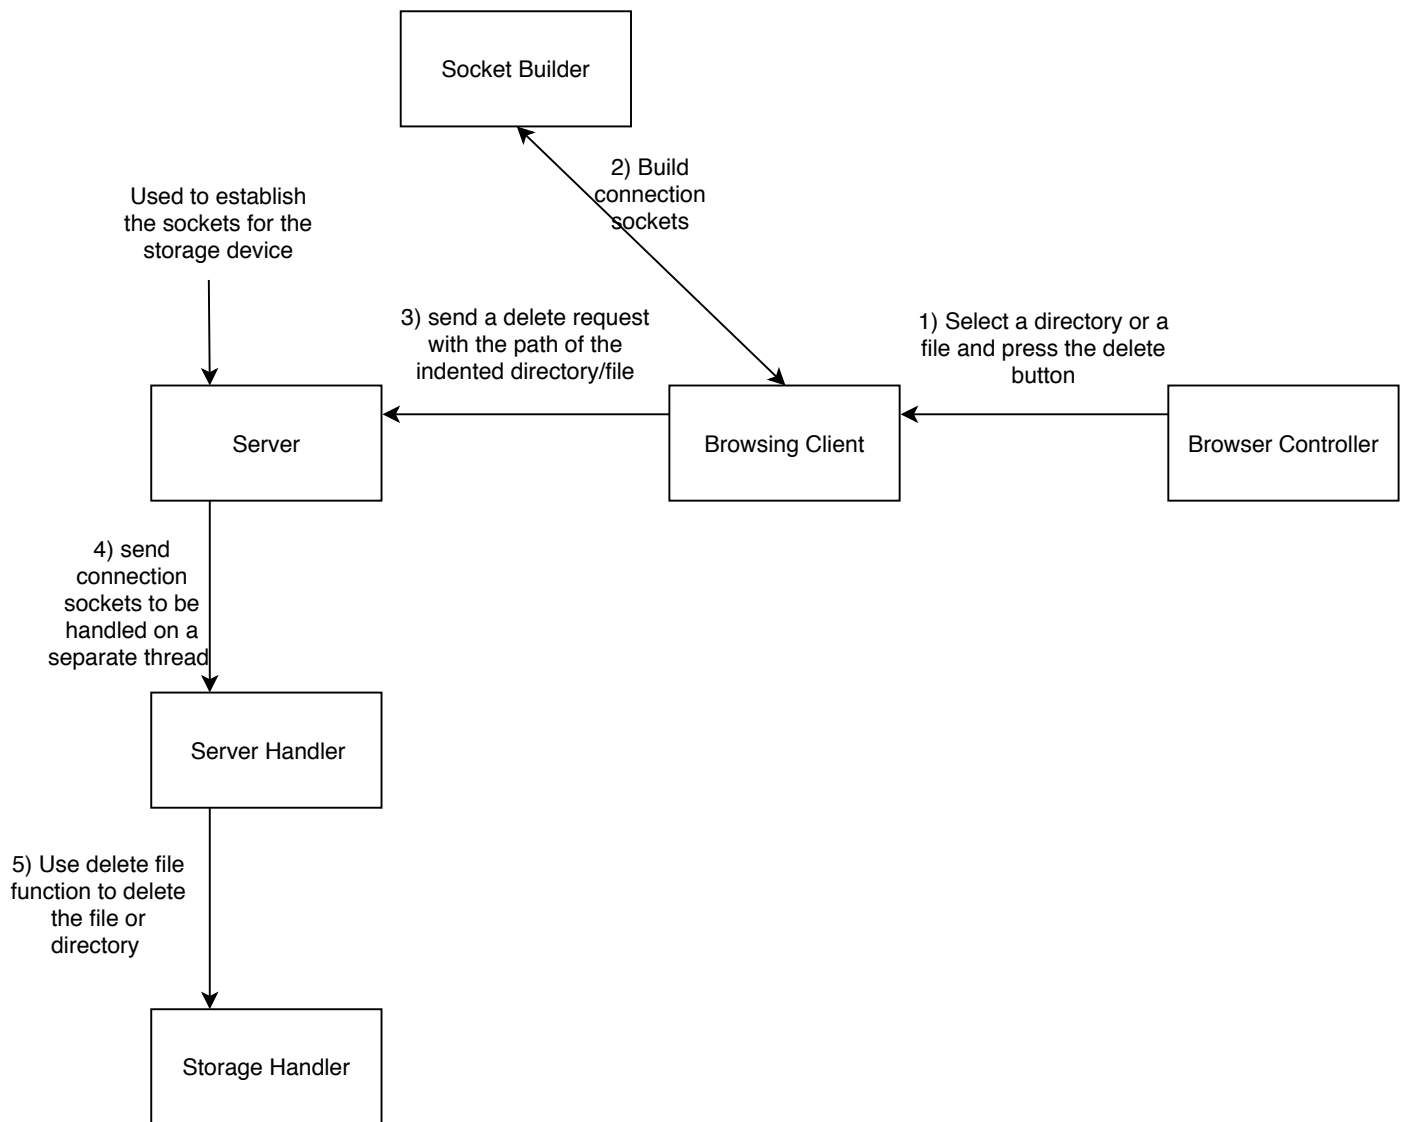 Socket Builder
2) Build
connection
sockets
Used to establish
the sockets for the
storage device
3) send a delete request
with the path of the
indented directory/file
1) Select a directory or a
file and press the delete
button
Server
Browsing Client
Browser Controller
4) send
connection
sockets to be
handled on a
separate thread
Server Handler
5) Use delete file
function to delete
the file or
directory
Storage Handler